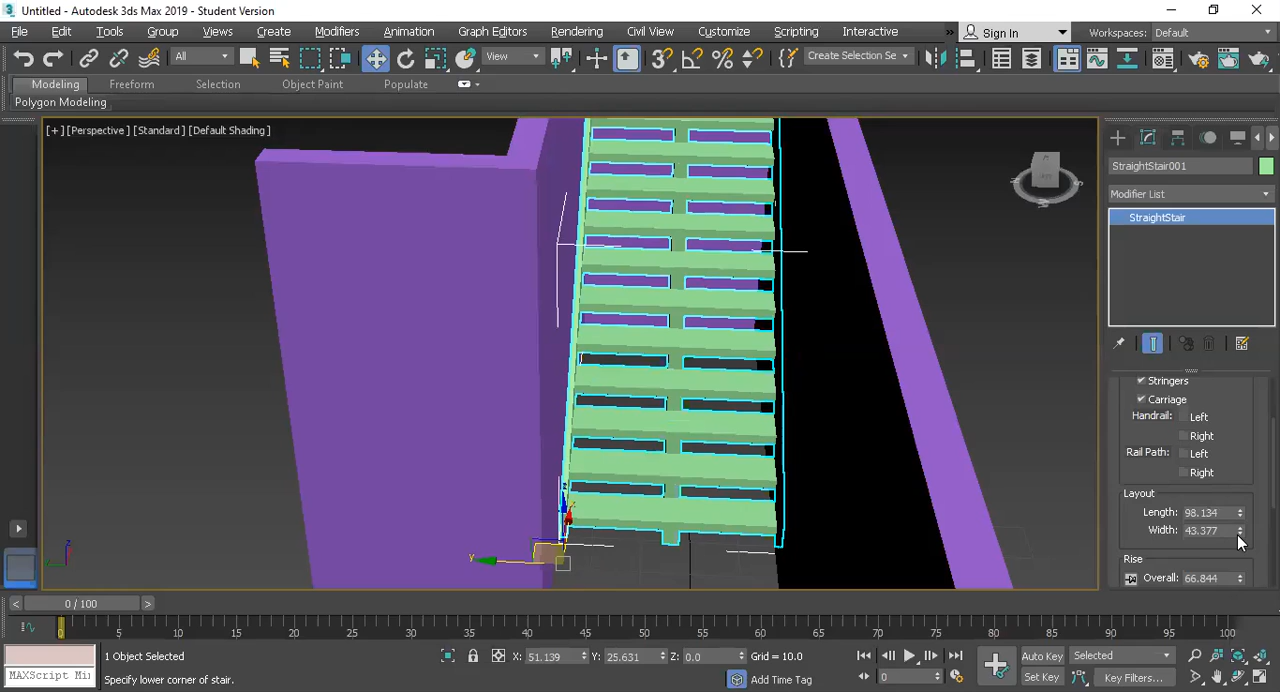 Untitled - Autodesk 3ds Max 2019 - Student Version
File Edit Tools Group Views Create Modifiers Animation Graph Editors Rendering Civil View Customize Scripting Interactive » Sign In Workspaces: Default
All View Create Selection Se
Modeling Freeform Selection Object Paint Populate
Polygon Modeling
[+] [Perspective] [Standard] [Default Shading]
StraightStair001
Modifier List
StraightStair
Stringers
Carriage
Handrail: Left
Right
Rail Path: Left
Right
Layout
Length: 98.134
Width: 43.377
Rise
Overall: 66.844
y
z
< 0 / 100 >
0 5 10 15 20 25 30 35 40 45 50 55 60 65 70 75 80 85 90 95 100
1 Object Selected X: 51.139 Y: 25.631 Z: 0.0 Grid = 10.0 Auto Key Selected
MAXScript Mi Specify lower corner of stair. Add Time Tag 0 Set Key Key Filters...